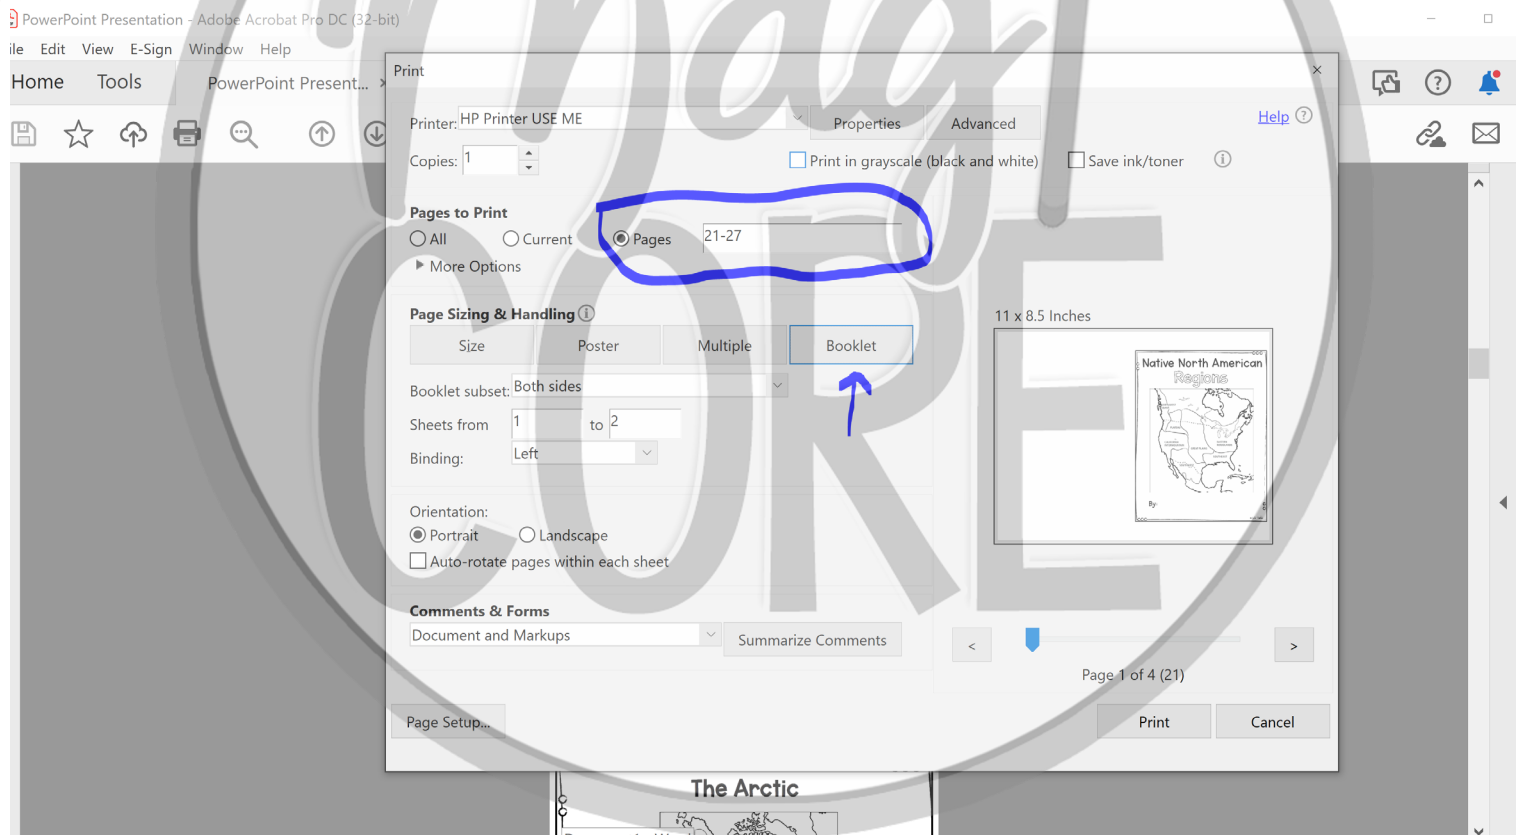 PowerPoint Presentation - Adobe Acrobat Pro DC (32-bit)
ile Edit View E-Sign Window Help
Home Tools PowerPoint Present... ×
Print
Printer: HP Printer USE ME Properties Advanced Help
Copies: 1 Print in grayscale (black and white) Save ink/toner
Pages to Print
All Current Pages 21-27
More Options
Page Sizing & Handling
11 x 8.5 Inches
Size Poster Multiple Booklet
Native North American
Regions
Booklet subset: Both sides
Sheets from 1 to 2
Binding: Left
By:
Orientation:
Portrait Landscape
Auto-rotate pages within each sheet
Comments & Forms
Document and Markups Summarize Comments
< >
Page 1 of 4 (21)
Page Setup... Print Cancel
The Arctic
CORE